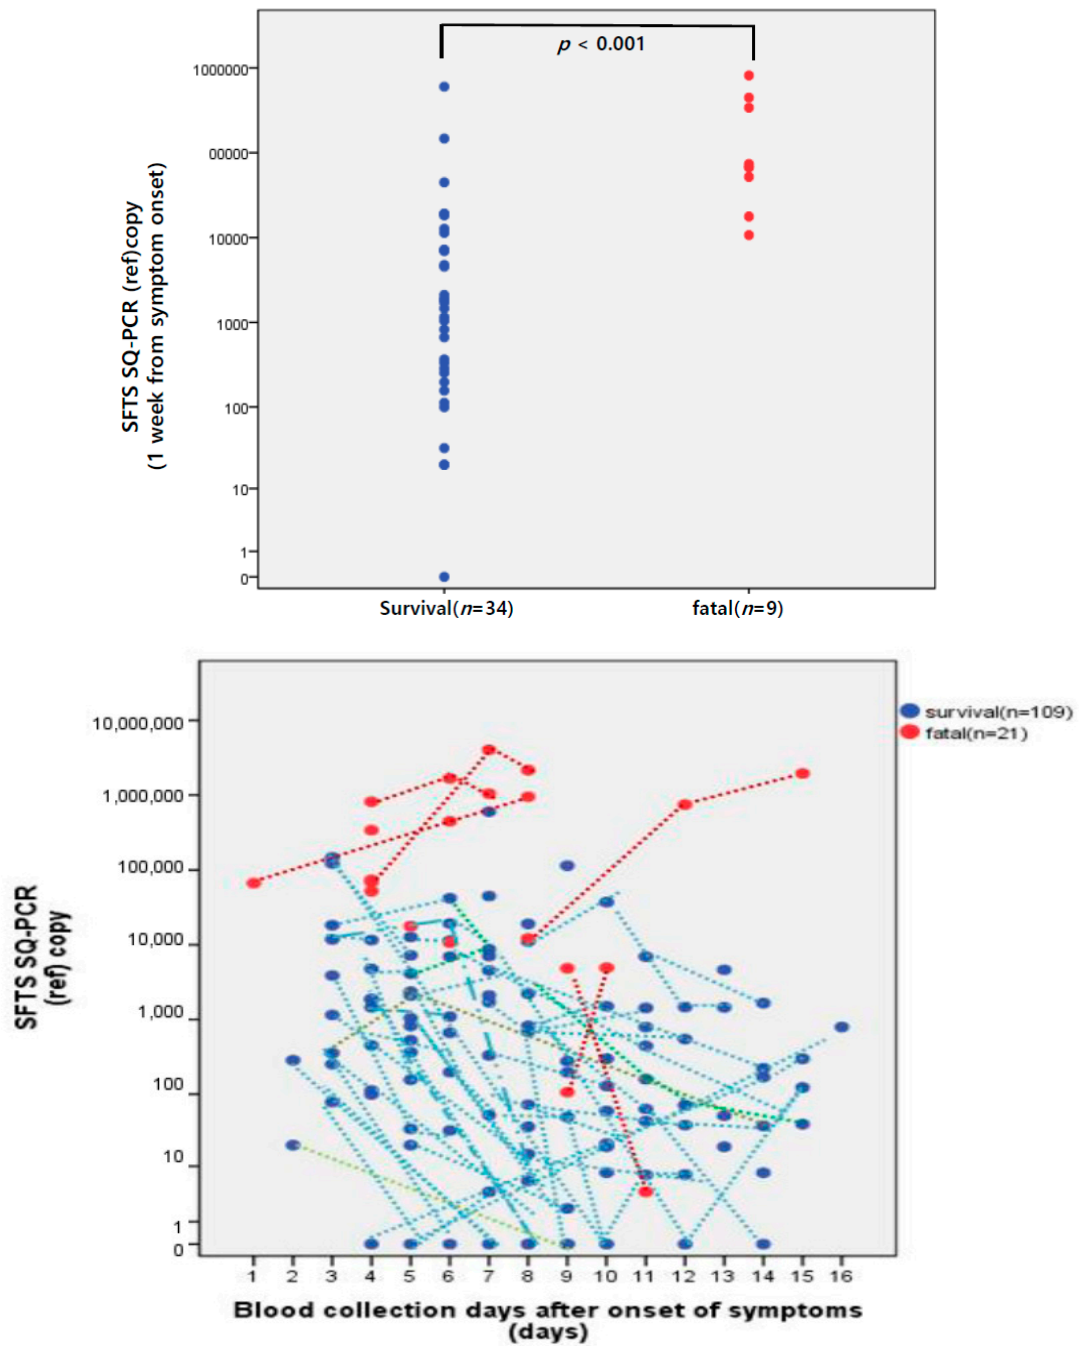 p < 0.001
1000000
00000
10000
1000
100
10
1
0
SFTS SQ-PCR (ref)copy
(1 week from symptom onset)
Survival(n=34) fatal(n=9)
survival(n=109)
fatal(n=21)
10,000,000
1,000,000
100,000
10,000
1,000
100
10
1
0
SFTS SQ-PCR
(ref) copy
1 2 3 4 5 6 7 8 9 10 11 12 13 14 15 16
Blood collection days after onset of symptoms
(days)